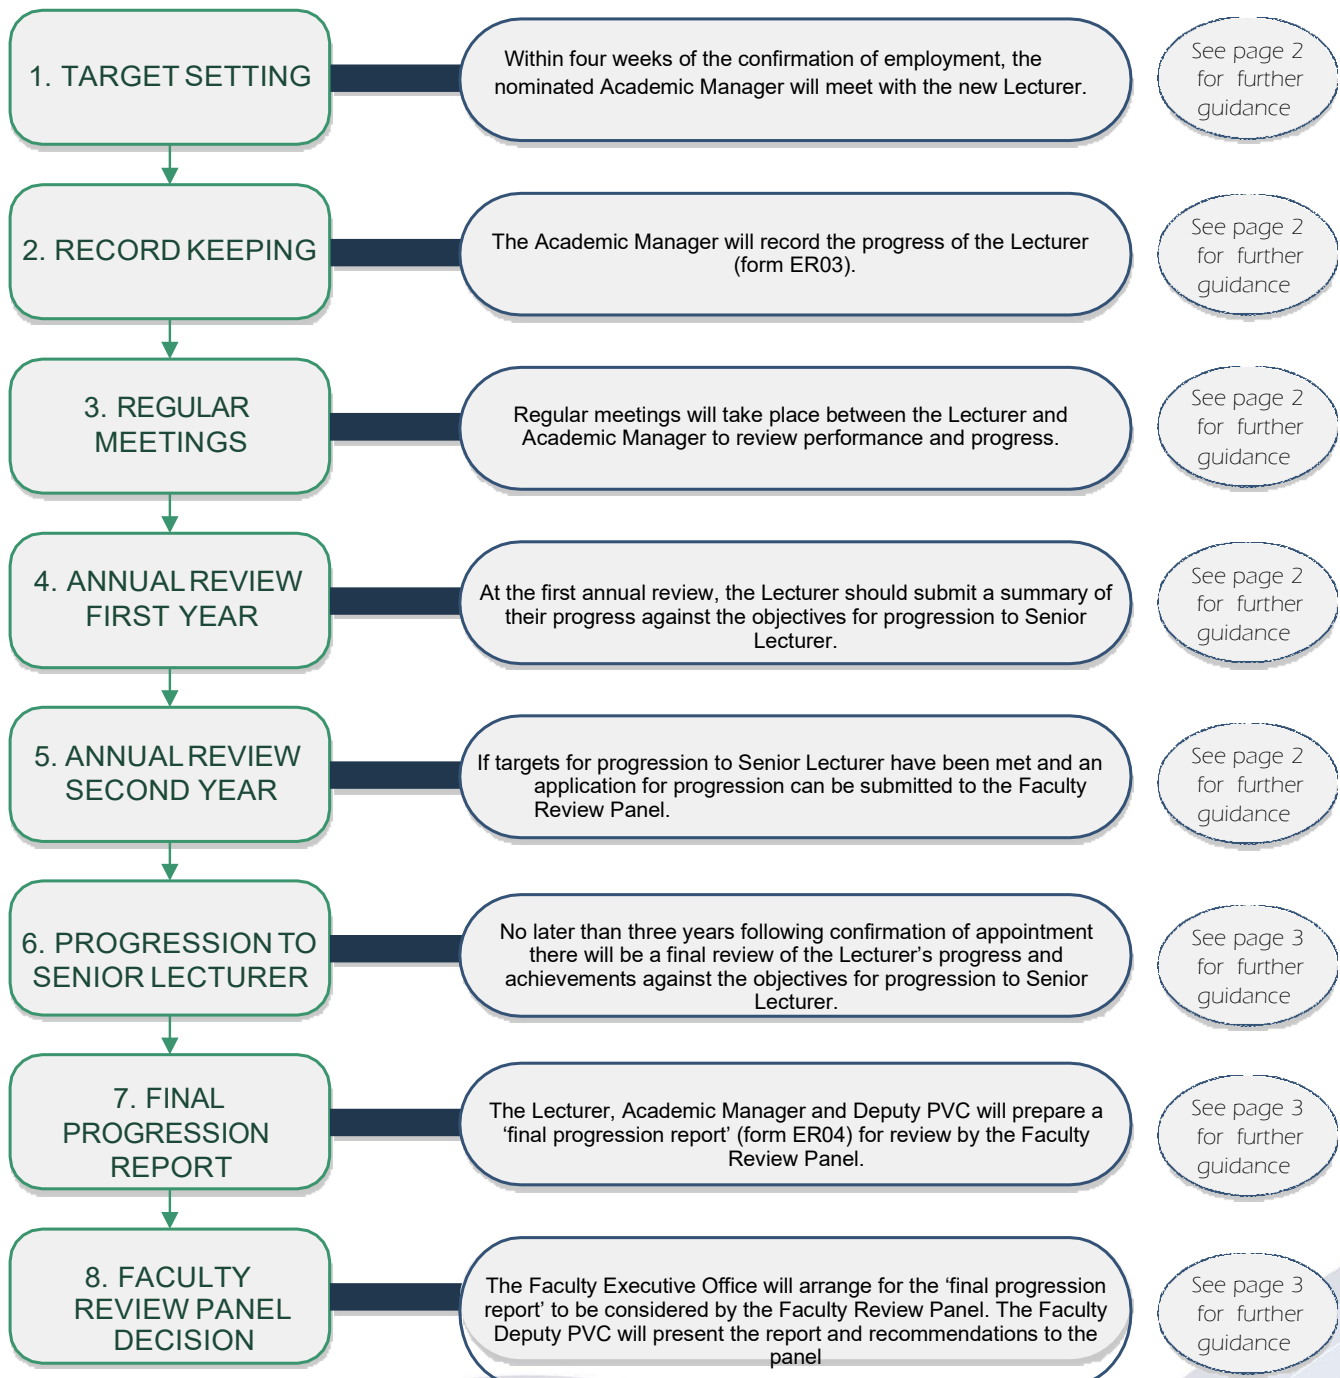 1. TARGET SETTING
Within four weeks of the confirmation of employment, the
nominated Academic Manager will meet with the new Lecturer.
See page 2
for further
guidance
2. RECORD KEEPING
The Academic Manager will record the progress of the Lecturer
(form ER03).
See page 2
for further
guidance
3. REGULAR
MEETINGS
Regular meetings will take place between the Lecturer and
Academic Manager to review performance and progress.
See page 2
for further
guidance
4. ANNUAL REVIEW
FIRST YEAR
At the first annual review, the Lecturer should submit a summary of
their progress against the objectives for progression to Senior
Lecturer.
See page 2
for further
guidance
5. ANNUAL REVIEW
SECOND YEAR
If targets for progression to Senior Lecturer have been met and an
application for progression can be submitted to the Faculty
Review Panel.
See page 2
for further
guidance
6. PROGRESSION TO
SENIOR LECTURER
No later than three years following confirmation of appointment
there will be a final review of the Lecturer's progress and
achievements against the objectives for progression to Senior
Lecturer.
See page 3
for further
guidance
7. FINAL
PROGRESSION
REPORT
The Lecturer, Academic Manager and Deputy PVC will prepare a
‘final progression report’ (form ER04) for review by the Faculty
Review Panel.
See page 3
for further
guidance
8. FACULTY
REVIEW PANEL
DECISION
The Faculty Executive Office will arrange for the ‘final progression
report’ to be considered by the Faculty Review Panel. The Faculty
Deputy PVC will present the report and recommendations to the
panel
See page 3
for further
guidance